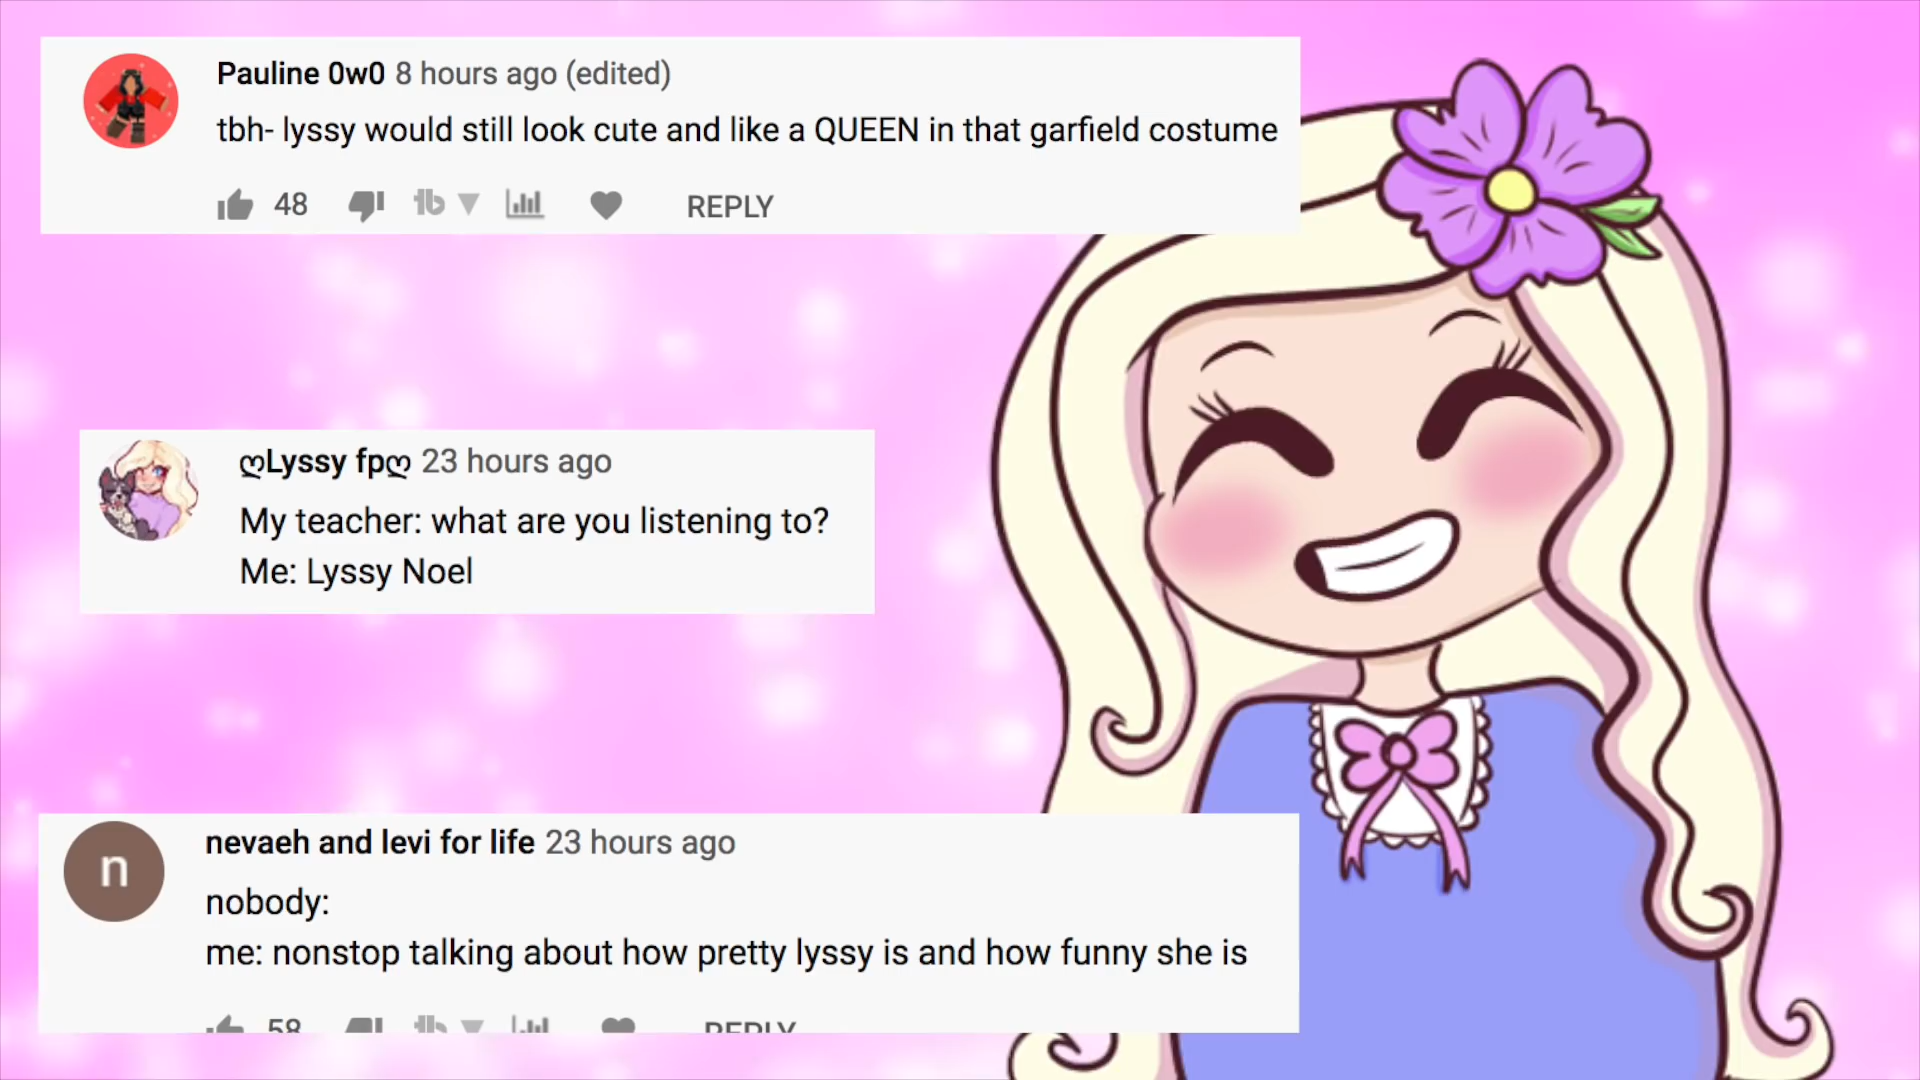 Pauline 0w0 8 hours ago (edited)
tbh- lyssy would still look cute and like a QUEEN in that garfield costume
48 REPLY
ღLyssy fpღ 23 hours ago
My teacher: what are you listening to?
Me: Lyssy Noel
n
nevaeh and levi for life 23 hours ago
nobody:
me: nonstop talking about how pretty lyssy is and how funny she is
58 REPLY